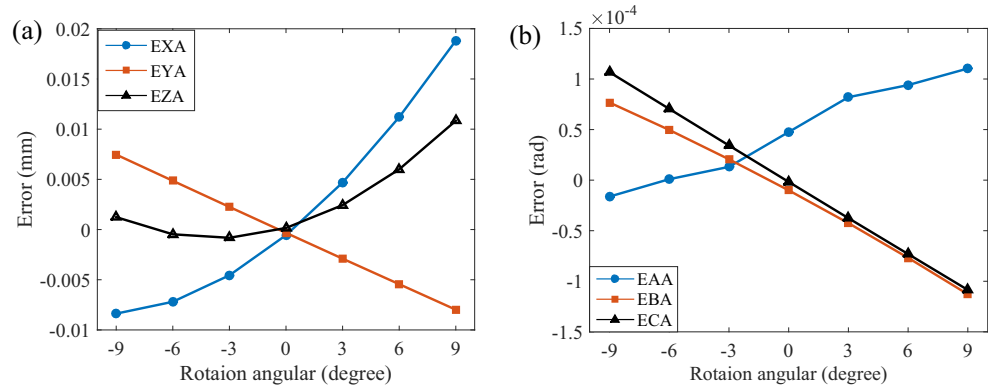 (a)
0.02
0.015
0.01
0.005
0
-0.005
-0.01
Error (mm)
EXA
EYA
EZA
-9 -6 -3 0 3 6 9
Rotaion angular (degree)
(b)
×10-4
1.5
1
0.5
0
-0.5
-1
-1.5
Error (rad)
EAA
EBA
ECA
-9 -6 -3 0 3 6 9
Rotaion angular (degree)